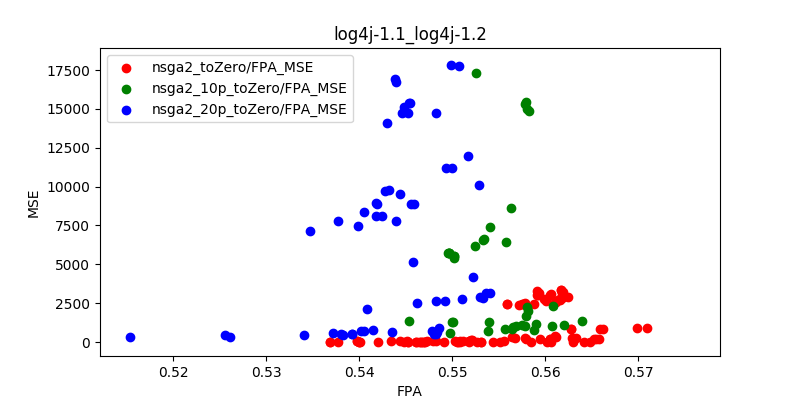 log4j-1.1_log4j-1.2
nsga2_toZero/FPA_MSE
nsga2_10p_toZero/FPA_MSE
nsga2_20p_toZero/FPA_MSE
MSE
17500
15000
12500
10000
7500
5000
2500
0
0.52 0.53 0.54 0.55 0.56 0.57
FPA